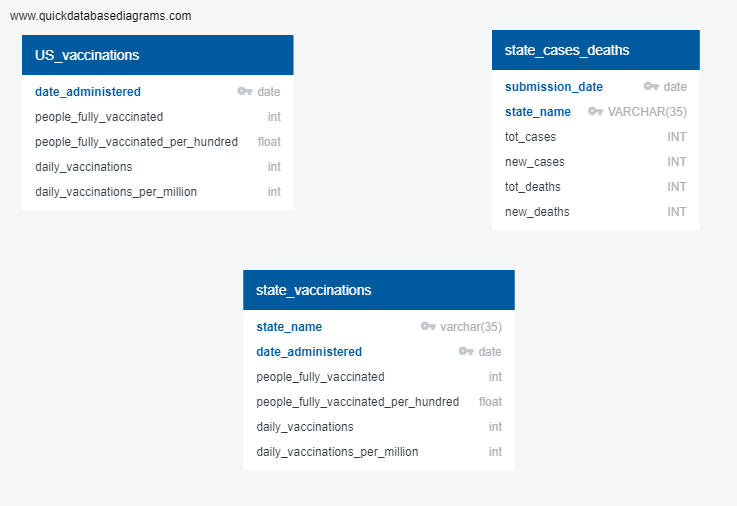 www.quickdatabasediagrams.com
US_vaccinations
date_administered date
people_fully_vaccinated int
people_fully_vaccinated_per_hundred float
daily_vaccinations int
daily_vaccinations_per_million int
state_cases_deaths
submission_date date
state_name VARCHAR(35)
tot_cases INT
new_cases INT
tot_deaths INT
new_deaths INT
state_vaccinations
state_name varchar(35)
date_administered date
people_fully_vaccinated int
people_fully_vaccinated_per_hundred float
daily_vaccinations int
daily_vaccinations_per_million int